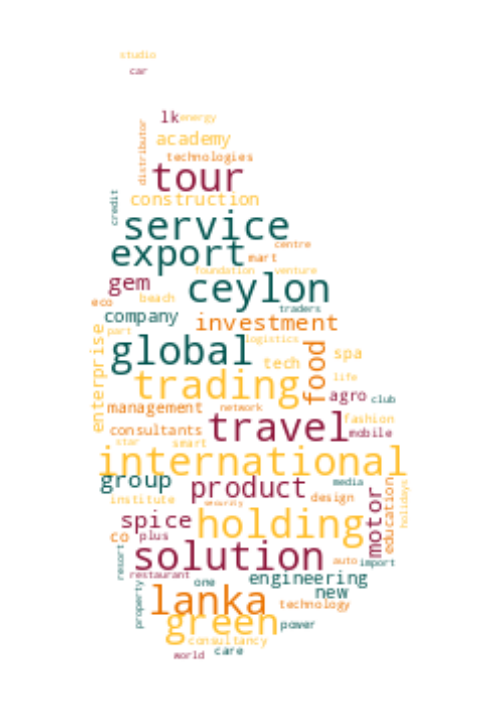 studio
car
lk energy
distributor
academy
technologies
tour
credit
construction
service
export
centre
mart
foundation venture
gem
ceylon
eco
beach
traders
company
investment
enterprise
part
logistics
global
tech
food
spa
trading
life
agro club
management
network
travel
fashion
consultants
mobile
star
smart
international
group
product
media
motor
education
holidays
institute
security
design
spice
holding
co
plus
solution
resort
auto import
restaurant
one
engineering
property
lanka
new
technology
green
power
consultancy
care
world